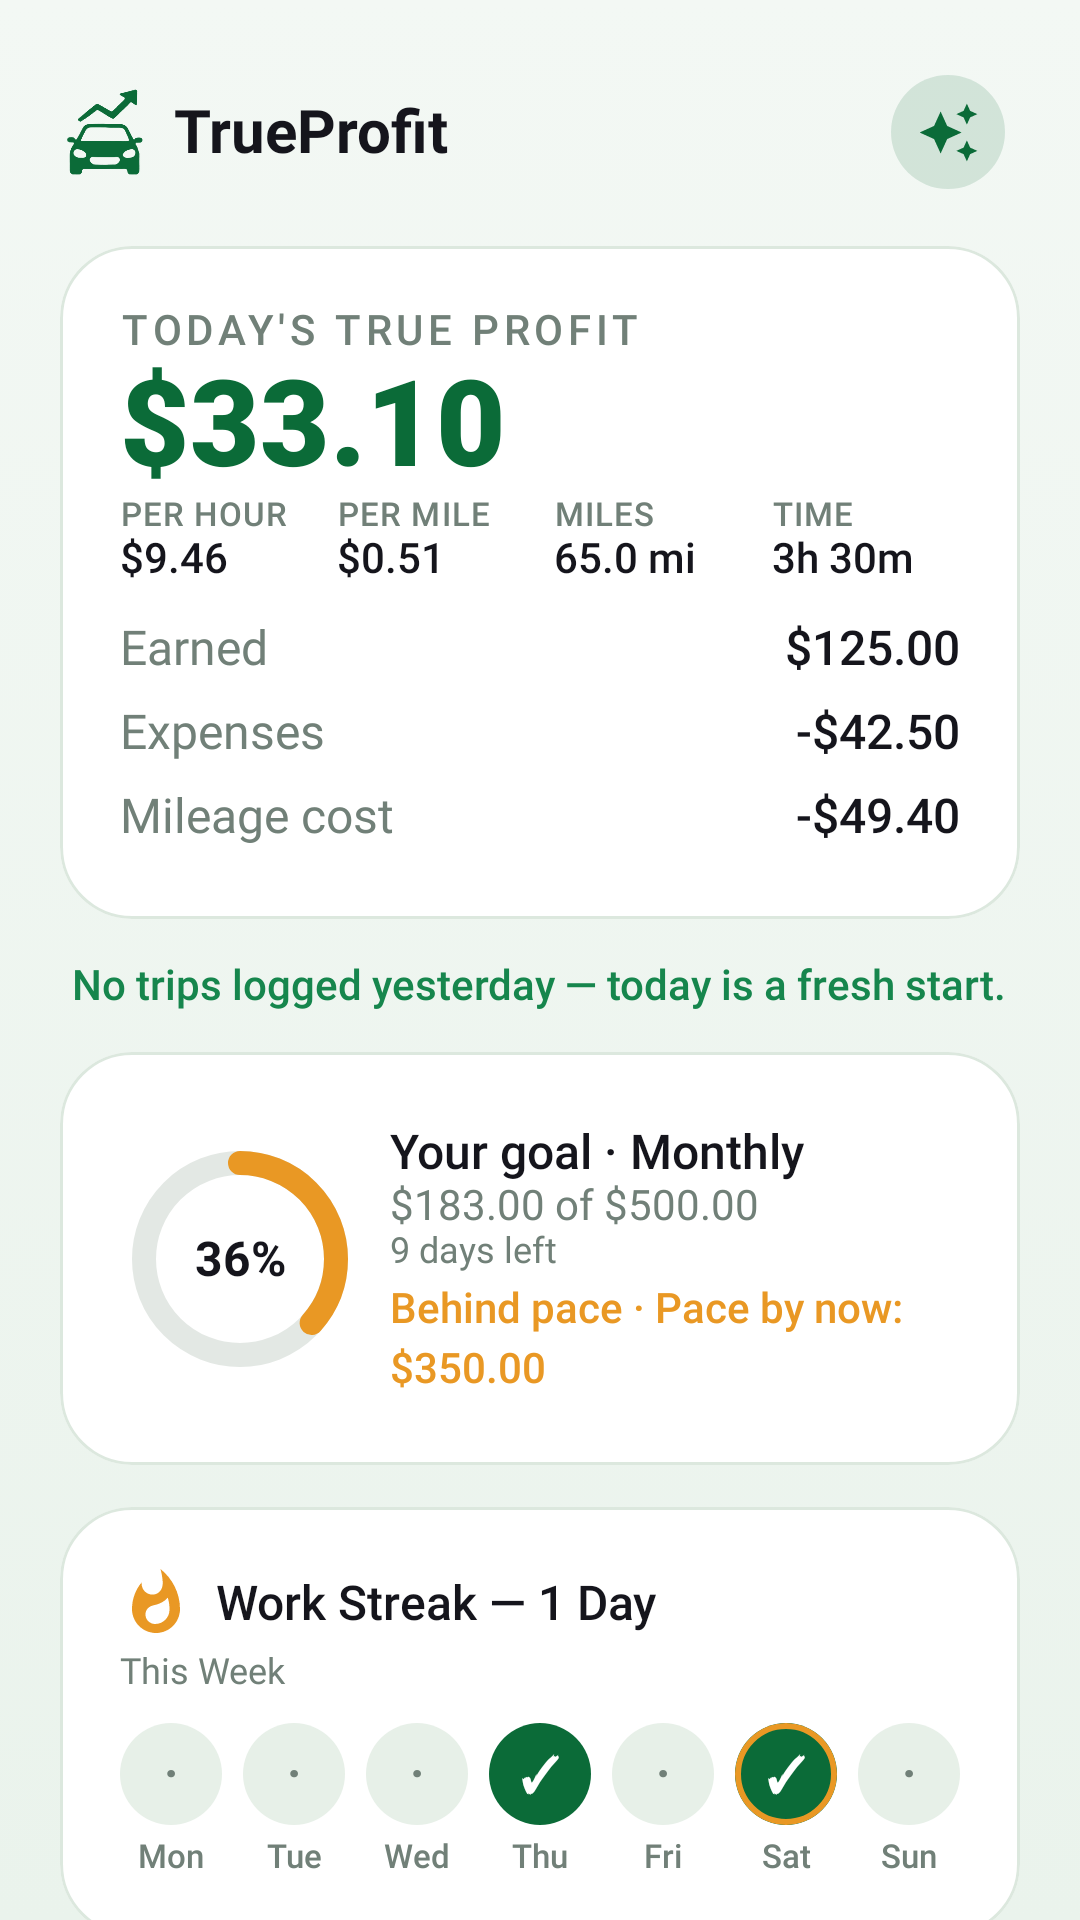 TrueProfit
TODAY'S TRUE PROFIT
$33.10
PER HOUR PER MILE MILES TIME
$9.46 $0.51 65.0 mi 3h 30m
Earned $125.00
Expenses -$42.50
Mileage cost -$49.40
No trips logged yesterday — today is a fresh start.
36%
Your goal · Monthly
$183.00 of $500.00
9 days left
Behind pace · Pace by now:
$350.00
Work Streak — 1 Day
This Week
Mon Tue Wed Thu Fri Sat Sun